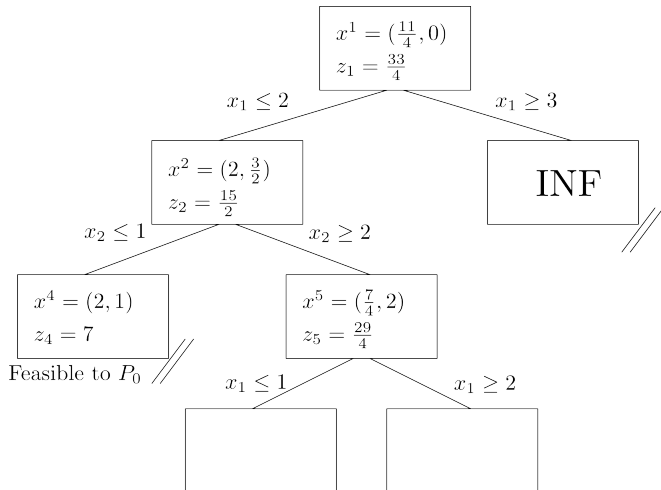 x^1 = (11/4, 0)
z_1 = 33/4
x_1 ≤ 2
x_1 ≥ 3
x^2 = (2, 3/2)
z_2 = 15/2
INF
x_2 ≤ 1
x_2 ≥ 2
x^4 = (2, 1)
z_4 = 7
x^5 = (7/4, 2)
z_5 = 29/4
Feasible to P_0
x_1 ≤ 1
x_1 ≥ 2